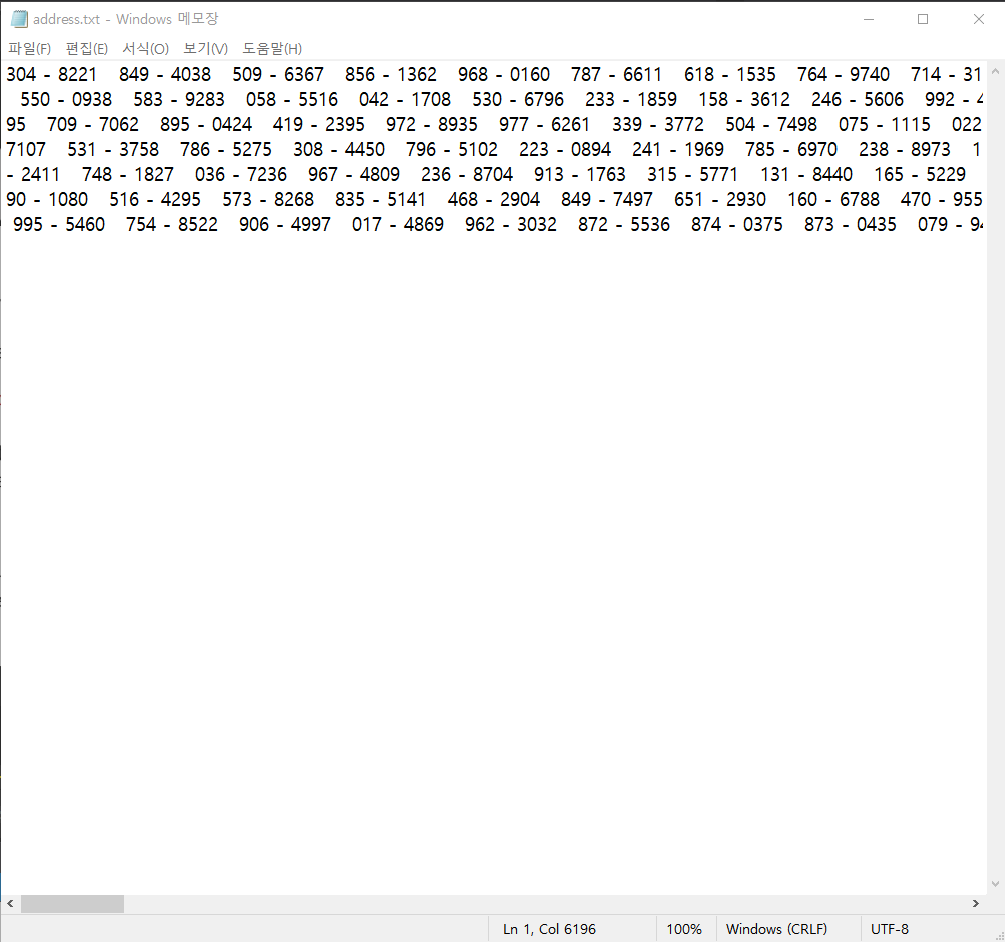 address.txt - Windows 메모장
파일(F) 편집(E) 서식(O) 보기(V) 도움말(H)
304 - 8221 849 - 4038 509 - 6367 856 - 1362 968 - 0160 787 - 6611 618 - 1535 764 - 9740 714 - 31
550 - 0938 583 - 9283 058 - 5516 042 - 1708 530 - 6796 233 - 1859 158 - 3612 246 - 5606 992 - 4
95 709 - 7062 895 - 0424 419 - 2395 972 - 8935 977 - 6261 339 - 3772 504 - 7498 075 - 1115 022
7107 531 - 3758 786 - 5275 308 - 4450 796 - 5102 223 - 0894 241 - 1969 785 - 6970 238 - 8973 1
- 2411 748 - 1827 036 - 7236 967 - 4809 236 - 8704 913 - 1763 315 - 5771 131 - 8440 165 - 5229
90 - 1080 516 - 4295 573 - 8268 835 - 5141 468 - 2904 849 - 7497 651 - 2930 160 - 6788 470 - 955
995 - 5460 754 - 8522 906 - 4997 017 - 4869 962 - 3032 872 - 5536 874 - 0375 873 - 0435 079 - 94
Ln 1, Col 6196 100% Windows (CRLF) UTF-8